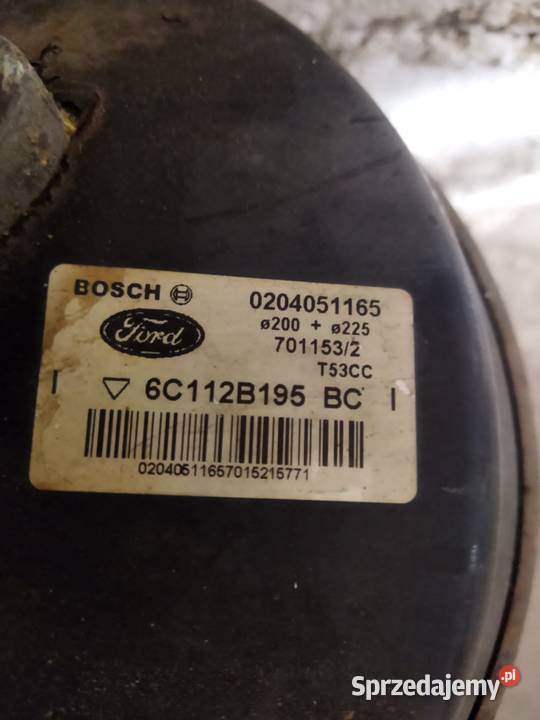 BOSCH 0204051165
Ford ø200 + ø225
701153/2
T53CC
I 6C112B195 BC I
02040511657015215771
Sprzedajemy.pl